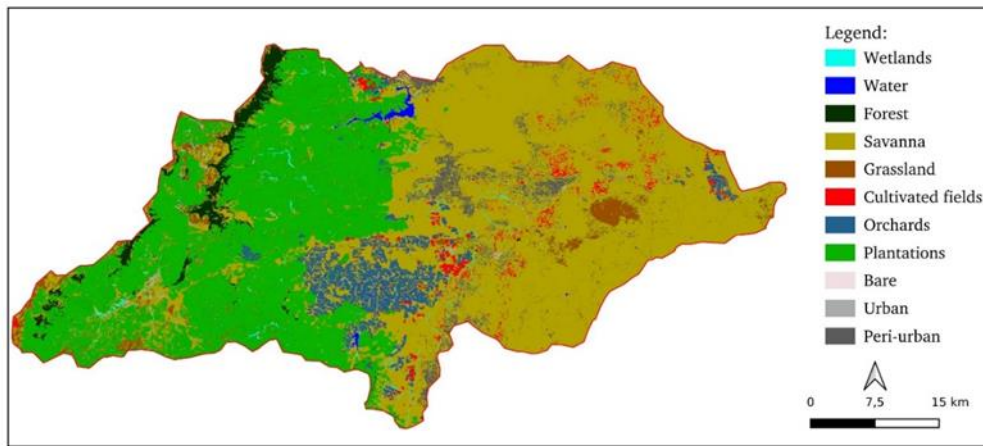 Legend:
Wetlands
Water
Forest
Savanna
Grassland
Cultivated fields
Orchards
Plantations
Bare
Urban
Peri-urban
0 7,5 15 km